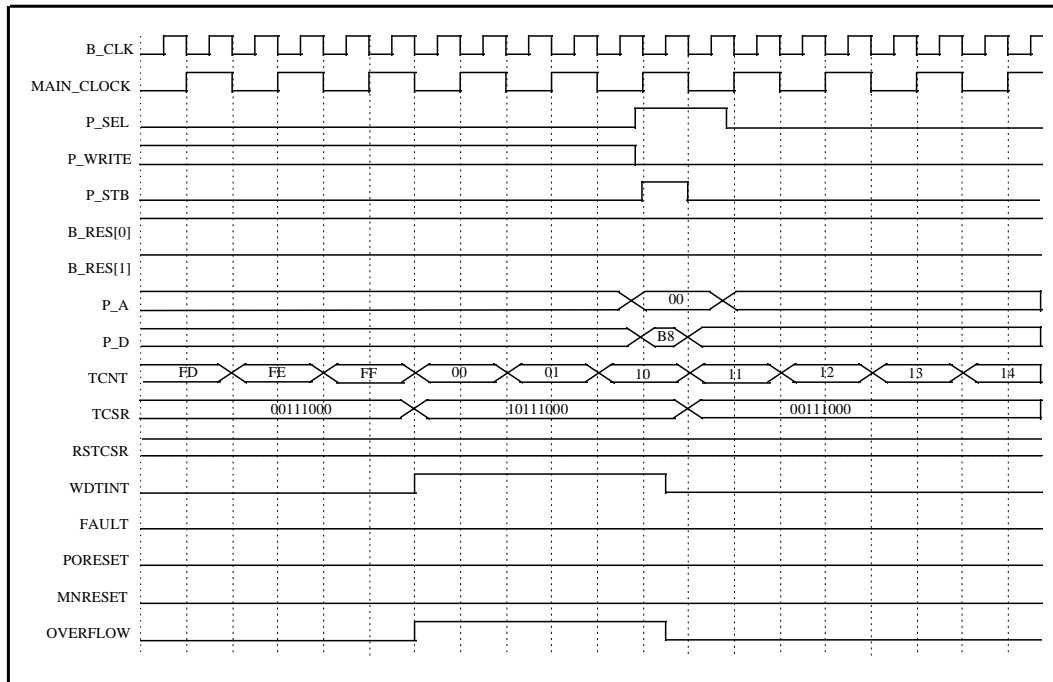 B_CLK
MAIN_CLOCK
P_SEL
P_WRITE
P_STB
B_RES[0]
B_RES[1]
P_A 00
P_D B8
TCNT FD FE FF 00 01 10 11 12 13 14
TCSR 00111000 10111000 00111000
RSTCSR
WDTINT
FAULT
PORESET
MNRESET
OVERFLOW